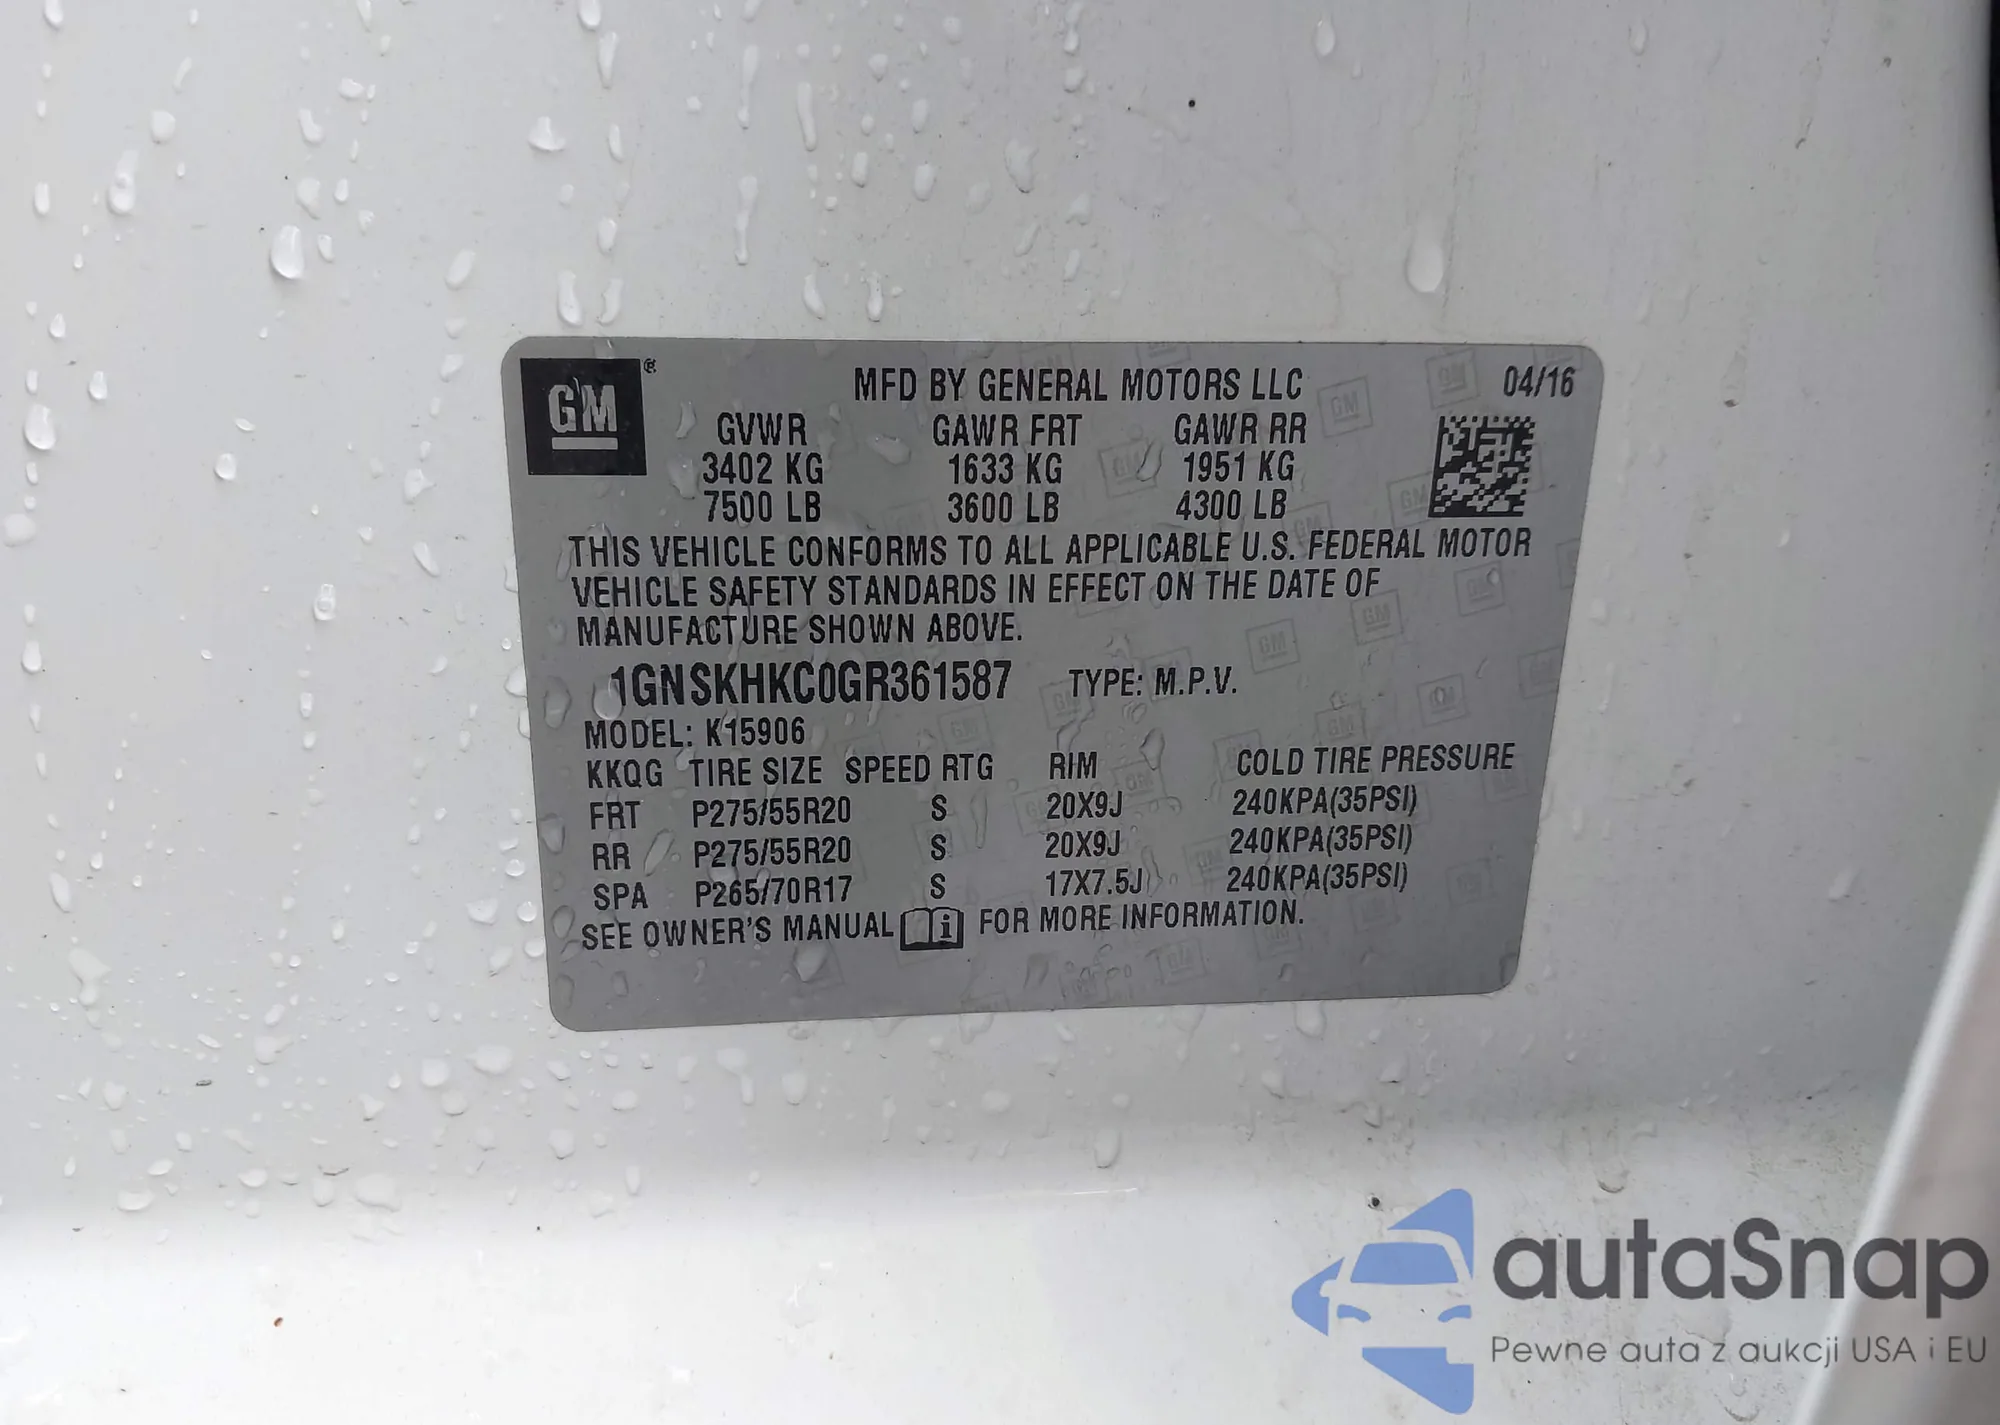 GM®
MFD BY GENERAL MOTORS LLC 04/16
GVWR GAWR FRT GAWR RR
3402 KG 1633 KG 1951 KG
7500 LB 3600 LB 4300 LB
THIS VEHICLE CONFORMS TO ALL APPLICABLE U.S. FEDERAL MOTOR
VEHICLE SAFETY STANDARDS IN EFFECT ON THE DATE OF
MANUFACTURE SHOWN ABOVE.
1GNSKHKC0GR361587 TYPE: M.P.V.
MODEL: K15906
KKQG TIRE SIZE SPEED RTG RIM COLD TIRE PRESSURE
FRT P275/55R20 S 20X9J 240KPA(35PSI)
RR P275/55R20 S 20X9J 240KPA(35PSI)
SPA P265/70R17 S 17X7.5J 240KPA(35PSI)
SEE OWNER'S MANUAL i FOR MORE INFORMATION.
autaSnap
Pewne auta z aukcji USA i EU